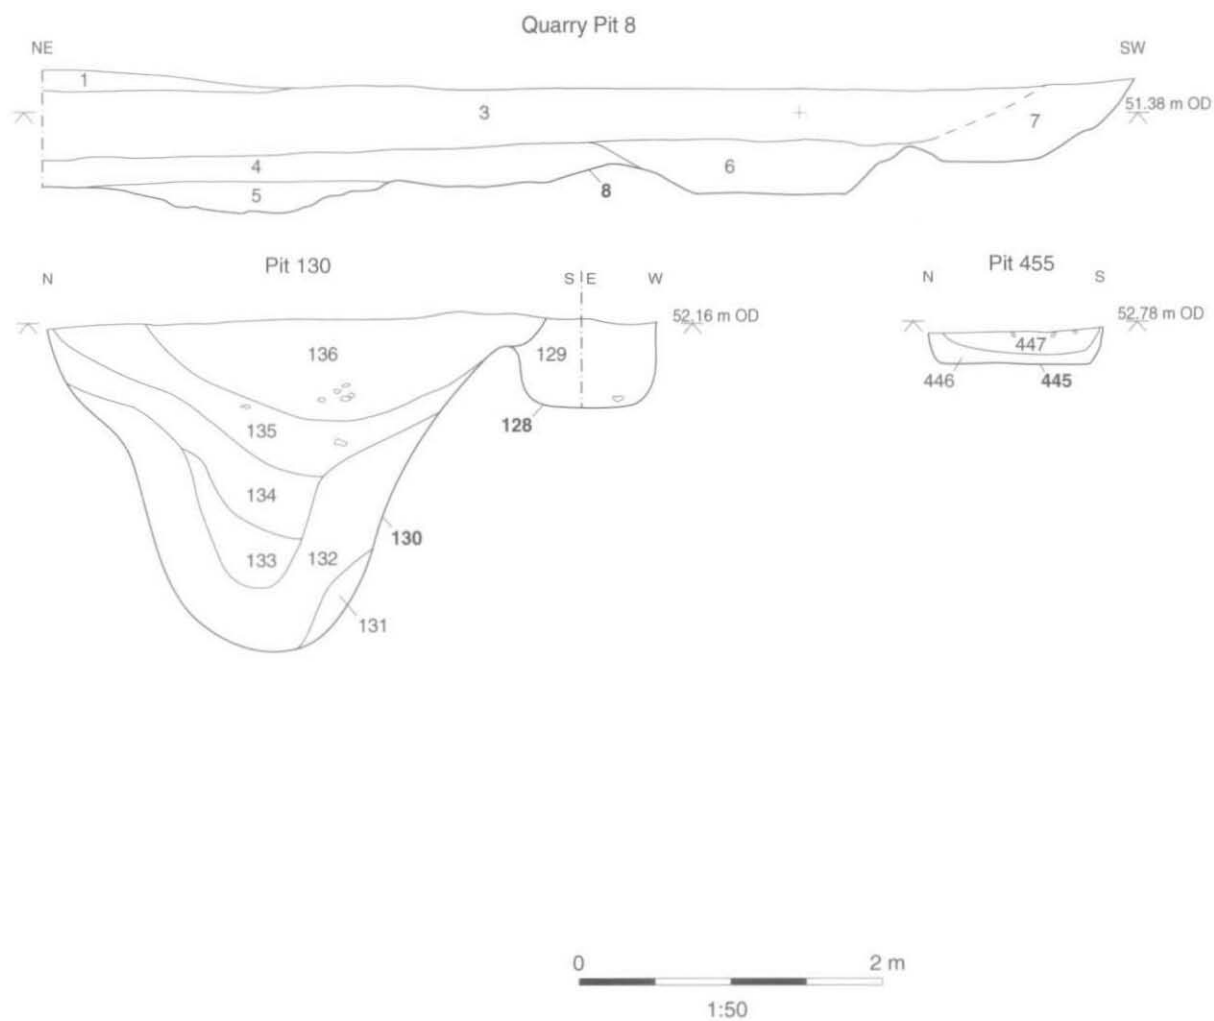 Quarry Pit 8
NE SW
1
3
51.38 m OD
7
4
6
5
8
Pit 130
N S E W
52.16 m OD
136
129
128
135
134
130
133 132
131
Pit 455
N S
52.78 m OD
447
446 445
0 2 m
1:50